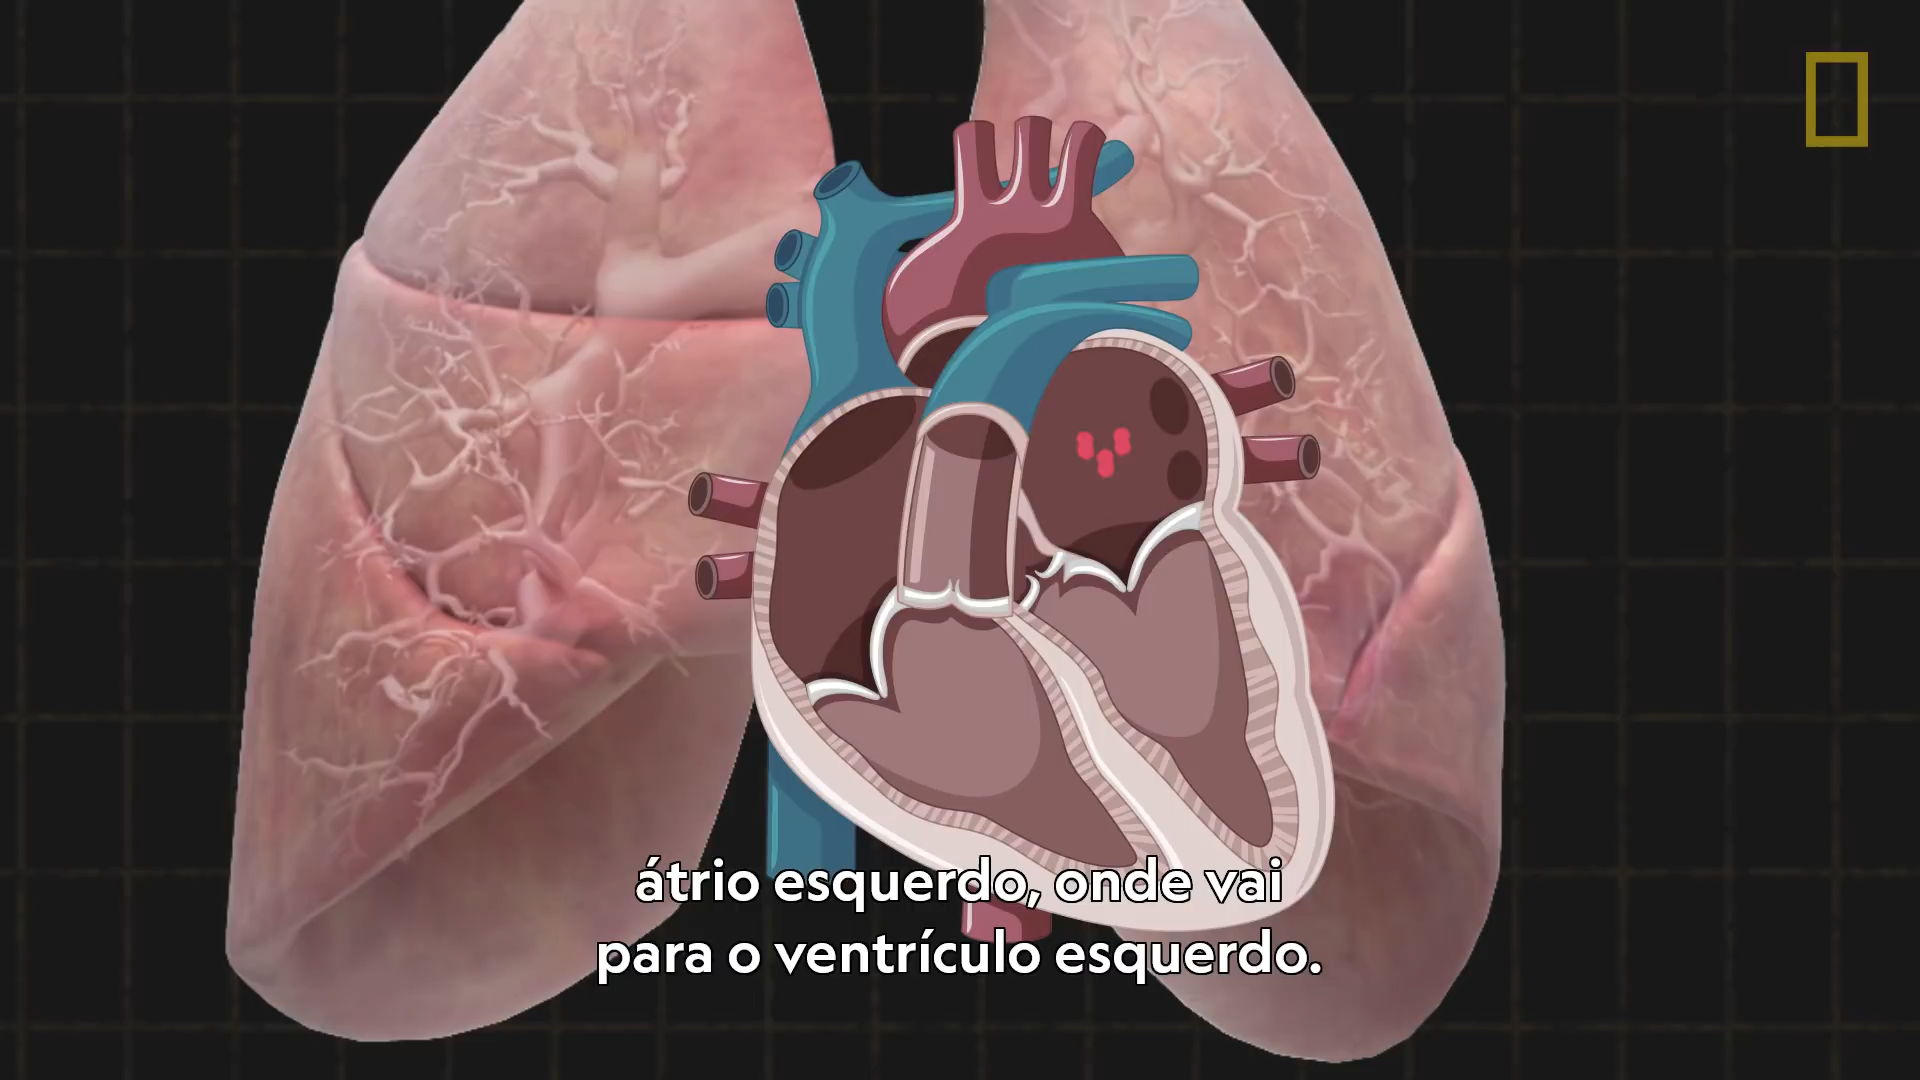 átrio esquerdo, onde vai
para o ventrículo esquerdo.